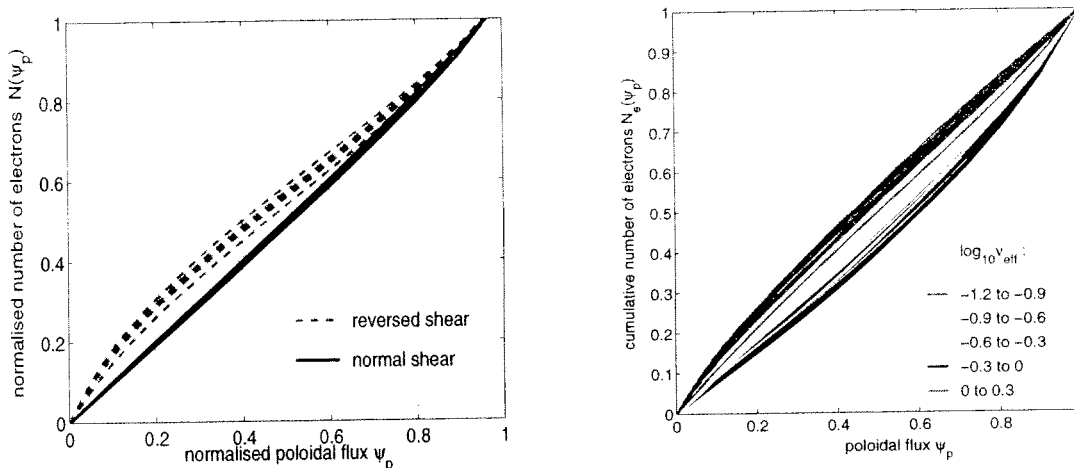 normalised number of electrons N(ψp)
1
0.8
0.6
0.4
0.2
0
0
0.2
0.4
0.6
0.8
1
normalised poloidal flux ψp
reversed shear
normal shear
cumulative number of electrons Ne(ψp)
1
0.9
0.8
0.7
0.6
0.5
0.4
0.3
0.2
0.1
0
0
0.2
0.4
0.6
0.8
poloidal flux ψp
log10 νeff :
−1.2 to −0.9
−0.9 to −0.6
−0.6 to −0.3
−0.3 to 0
0 to 0.3